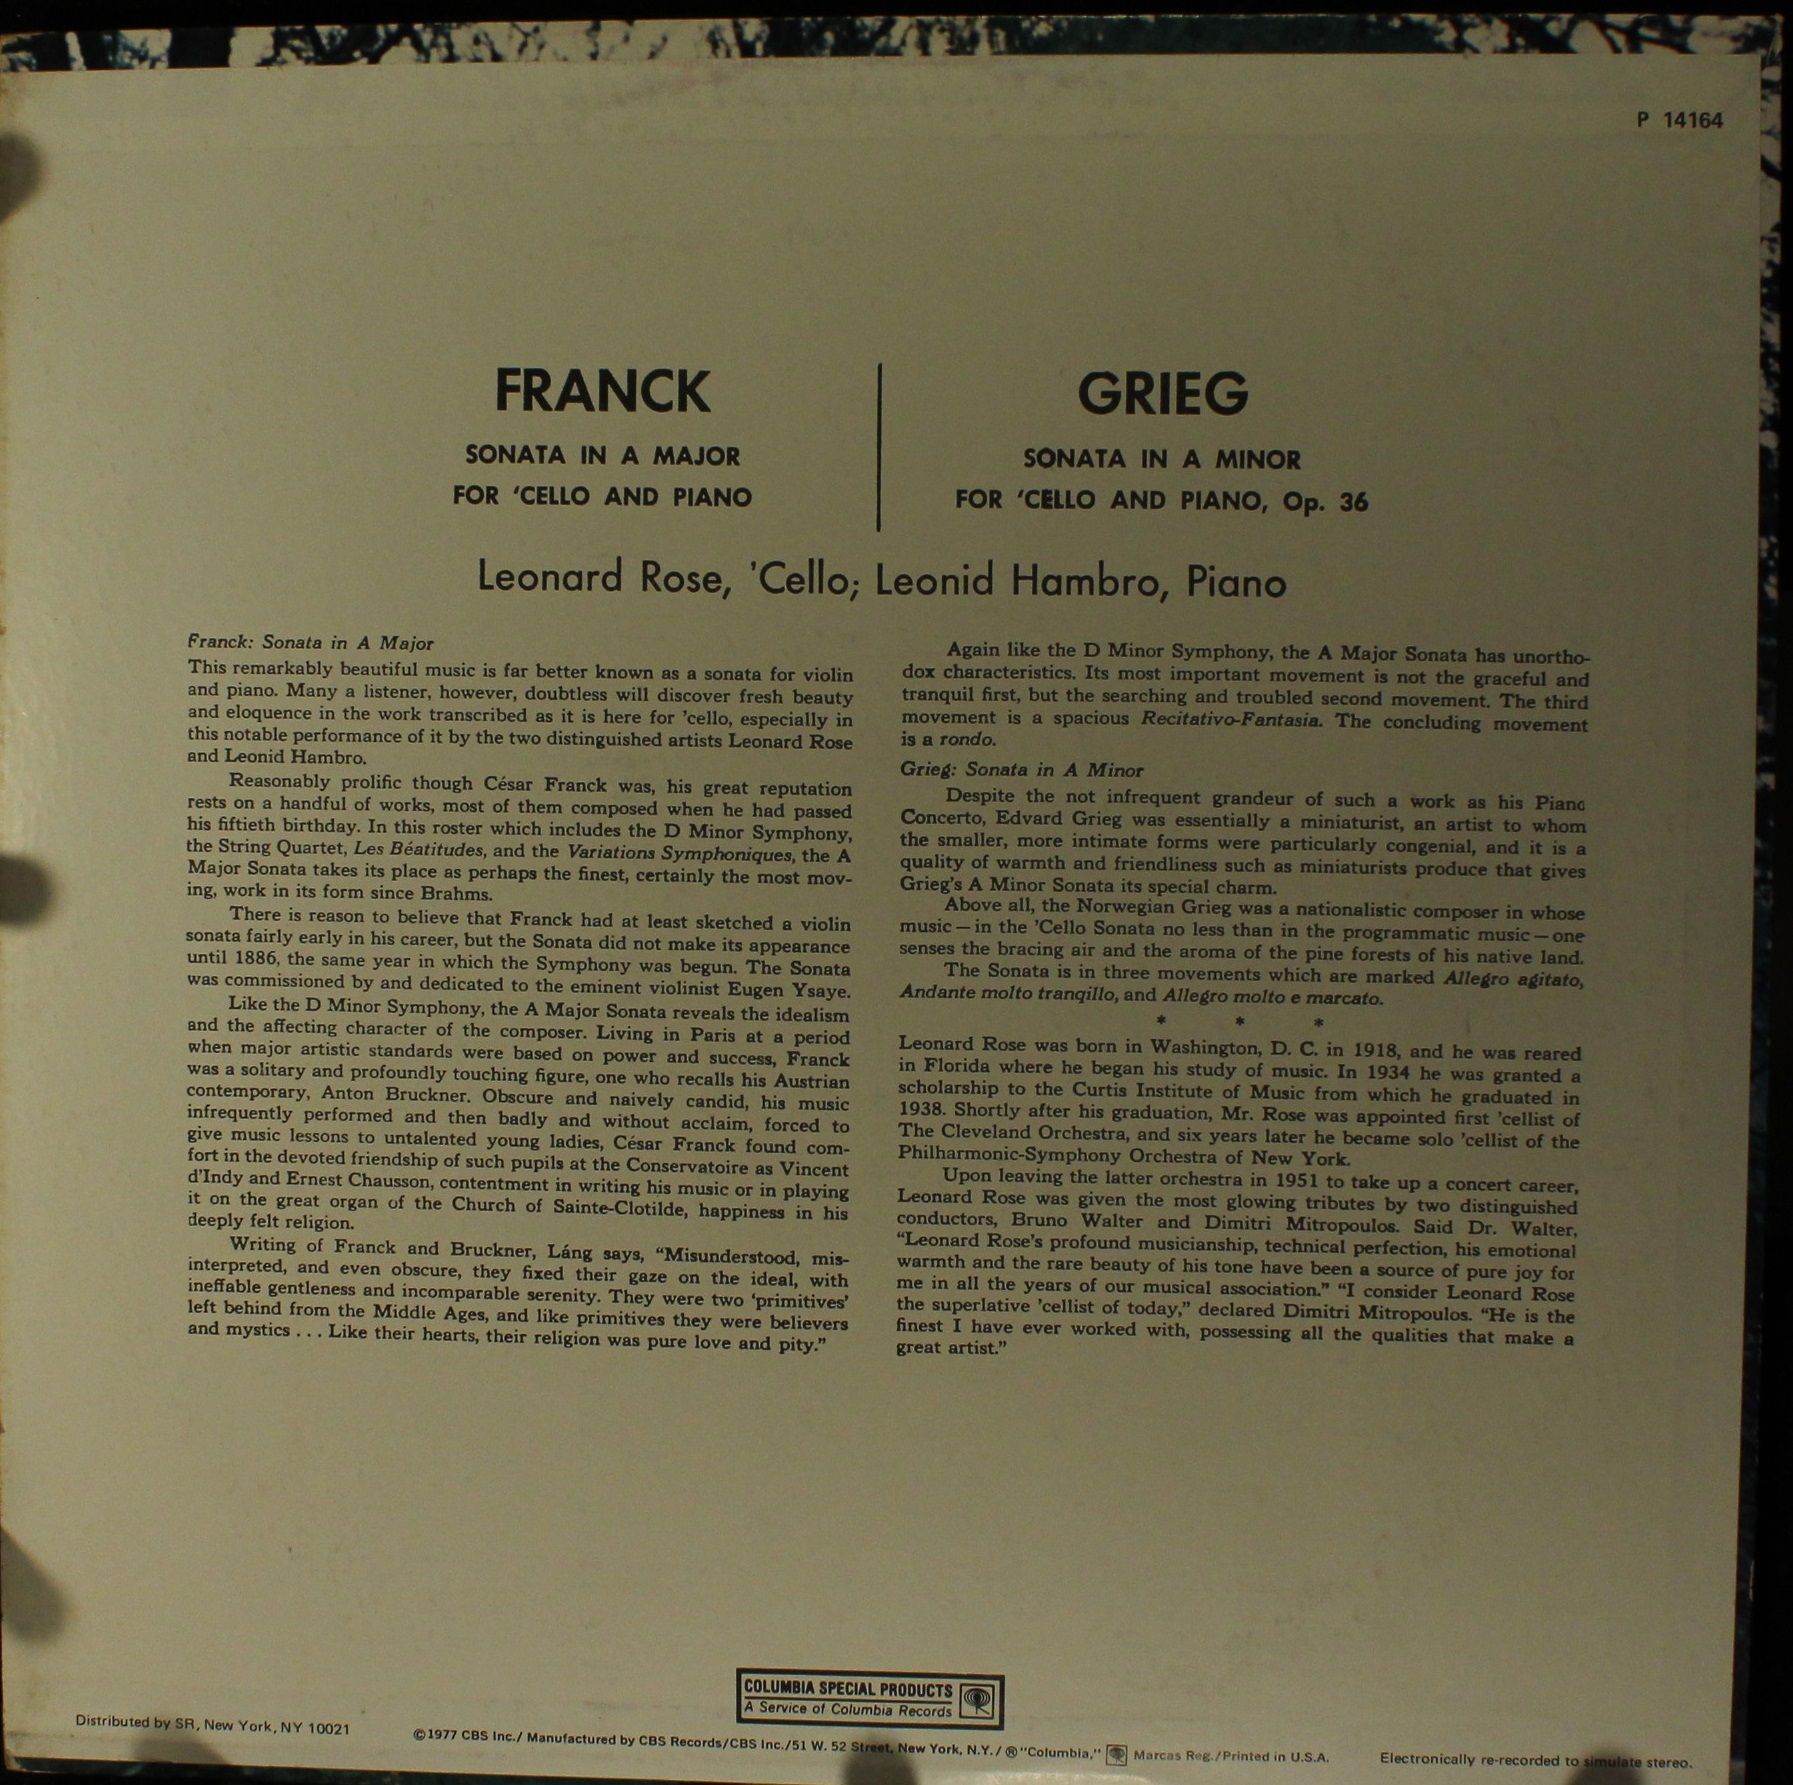 P 14164
FRANCK
SONATA IN A MAJOR
FOR 'CELLO AND PIANO
GRIEG
SONATA IN A MINOR
FOR 'CELLO AND PIANO, Op. 36
Leonard Rose, 'Cello; Leonid Hambro, Piano
Franck: Sonata in A Major
This remarkably beautiful music is far better known as a sonata for violin
and piano. Many a listener, however, doubtless will discover fresh beauty
and eloquence in the work transcribed as it is here for 'cello, especially in
this notable performance of it by the two distinguished artists Leonard Rose
and Leonid Hambro.
Reasonably prolific though César Franck was, his great reputation
rests on a handful of works, most of them composed when he had passed
his fiftieth birthday. In this roster which includes the D Minor Symphony,
the String Quartet, Les Béatitudes, and the Variations Symphoniques, the A
Major Sonata takes its place as perhaps the finest, certainly the most mov-
ing, work in its form since Brahms.
There is reason to believe that Franck had at least sketched a violin
sonata fairly early in his career, but the Sonata did not make its appearance
until 1886, the same year in which the Symphony was begun. The Sonata
was commissioned by and dedicated to the eminent violinist Eugen Ysaye.
Like the D Minor Symphony, the A Major Sonata reveals the idealism
and the affecting character of the composer. Living in Paris at a period
when major artistic standards were based on power and success, Franck
was a solitary and profoundly touching figure, one who recalls his Austrian
contemporary, Anton Bruckner. Obscure and naively candid, his music
infrequently performed and then badly and without acclaim, forced to
give music lessons to untalented young ladies, César Franck found com-
fort in the devoted friendship of such pupils at the Conservatoire as Vincent
d'Indy and Ernest Chausson, contentment in writing his music or in playing
it on the great organ of the Church of Sainte-Clotilde, happiness in his
deeply felt religion.
Writing of Franck and Bruckner, Láng says, "Misunderstood, mis-
interpreted, and even obscure, they fixed their gaze on the ideal, with
ineffable gentleness and incomparable serenity. They were two 'primitives'
left behind from the Middle Ages, and like primitives they were believers
and mystics . . . Like their hearts, their religion was pure love and pity."
Again like the D Minor Symphony, the A Major Sonata has unortho-
dox characteristics. Its most important movement is not the graceful and
tranquil first, but the searching and troubled second movement. The third
movement is a spacious Recitativo-Fantasia. The concluding movement
is a rondo.
Grieg: Sonata in A Minor
Despite the not infrequent grandeur of such a work as his Piano
Concerto, Edvard Grieg was essentially a miniaturist, an artist to whom
the smaller, more intimate forms were particularly congenial, and it is a
quality of warmth and friendliness such as miniaturists produce that gives
Grieg's A Minor Sonata its special charm.
Above all, the Norwegian Grieg was a nationalistic composer in whose
music — in the 'Cello Sonata no less than in the programmatic music — one
senses the bracing air and the aroma of the pine forests of his native land.
The Sonata is in three movements which are marked Allegro agitato,
Andante molto tranqillo, and Allegro molto e marcato.
* * *
Leonard Rose was born in Washington, D. C. in 1918, and he was reared
in Florida where he began his study of music. In 1934 he was granted a
scholarship to the Curtis Institute of Music from which he graduated in
1938. Shortly after his graduation, Mr. Rose was appointed first 'cellist of
The Cleveland Orchestra, and six years later he became solo 'cellist of the
Philharmonic-Symphony Orchestra of New York.
Upon leaving the latter orchestra in 1951 to take up a concert career,
Leonard Rose was given the most glowing tributes by two distinguished
conductors, Bruno Walter and Dimitri Mitropoulos. Said Dr. Walter,
"Leonard Rose's profound musicianship, technical perfection, his emotional
warmth and the rare beauty of his tone have been a source of pure joy for
me in all the years of our musical association." "I consider Leonard Rose
the superlative 'cellist of today," declared Dimitri Mitropoulos. "He is the
finest I have ever worked with, possessing all the qualities that make a
great artist."
COLUMBIA SPECIAL PRODUCTS
A Service of Columbia Records
Distributed by SR, New York, NY 10021
©1977 CBS Inc./ Manufactured by CBS Records/CBS Inc./51 W. 52 Street, New York, N.Y./ ® "Columbia," Marcas Reg./Printed in U.S.A.
Electronically re-recorded to simulate stereo.